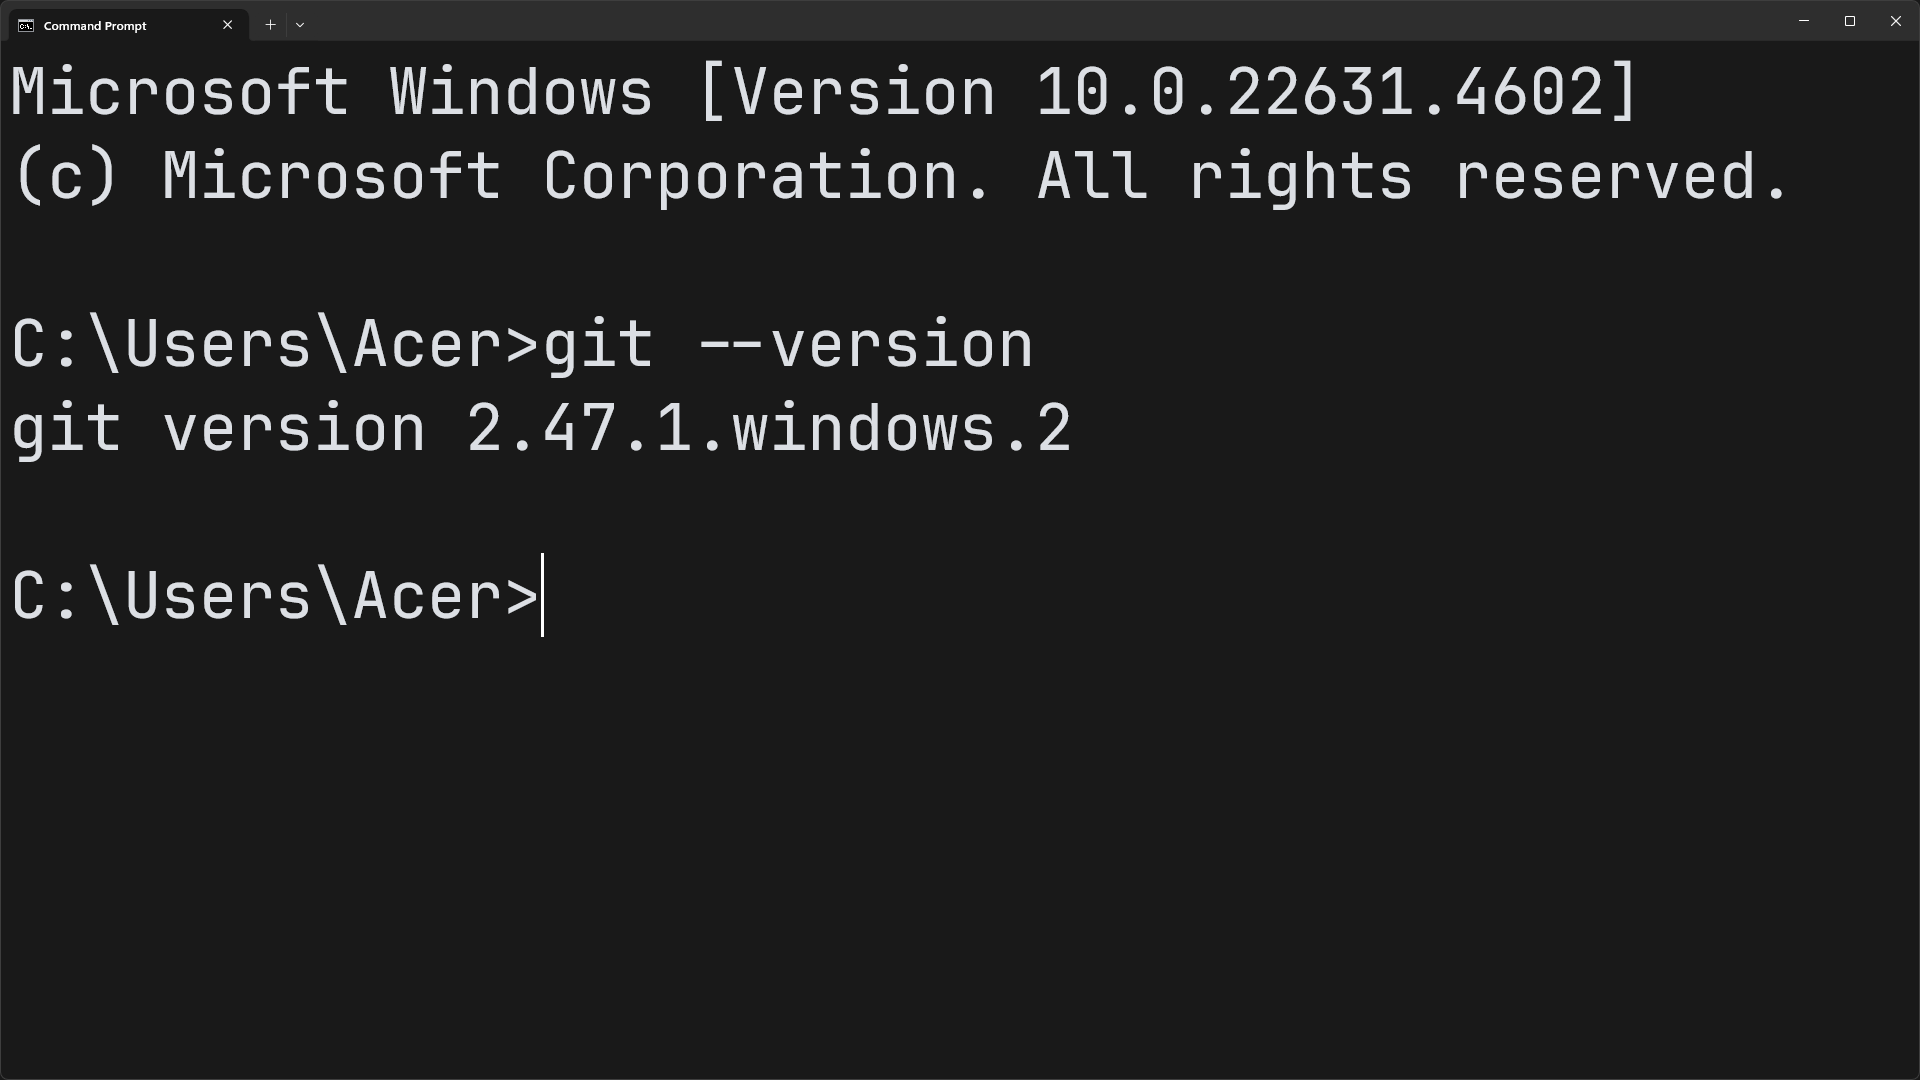 Command Prompt
Microsoft Windows [Version 10.0.22631.4602]
(c) Microsoft Corporation. All rights reserved.
C:\Users\Acer>git --version
git version 2.47.1.windows.2
C:\Users\Acer>